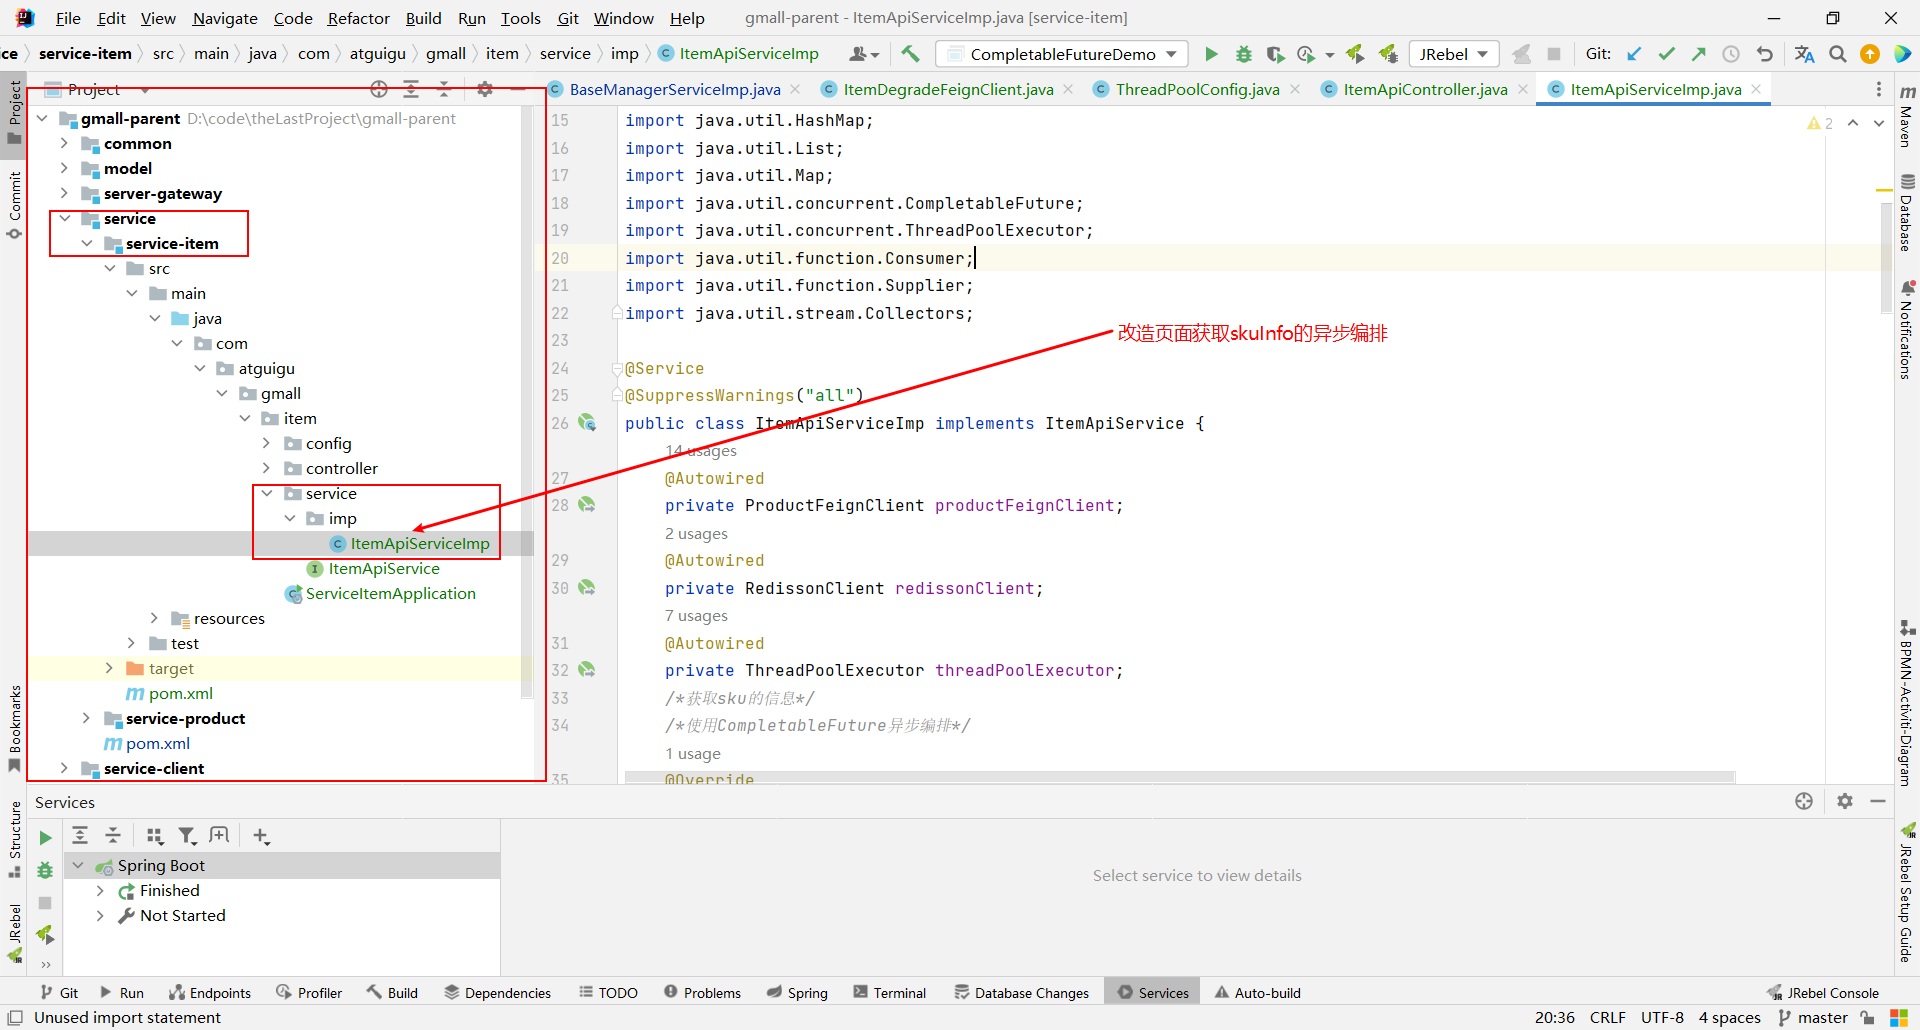 File Edit View Navigate Code Refactor Build Run Tools Git Window Help gmall-parent - ItemApiServiceImp.java [service-item]
ice service-item src main java com atguigu gmall item service imp ItemApiServiceImp CompletableFutureDemo JRebel Git:
Project
BaseManagerServiceImp.java ItemDegradeFeignClient.java ThreadPoolConfig.java ItemApiController.java ItemApiServiceImp.java
gmall-parent D:\code\theLastProject\gmall-parent
common
model
server-gateway
service
service-item
src
main
java
com
atguigu
gmall
item
config
controller
service
imp
ItemApiServiceImp
ItemApiService
ServiceItemApplication
resources
test
target
pom.xml
service-product
pom.xml
service-client
15 import java.util.HashMap;
16 import java.util.List;
17 import java.util.Map;
18 import java.util.concurrent.CompletableFuture;
19 import java.util.concurrent.ThreadPoolExecutor;
20 import java.util.function.Consumer;
21 import java.util.function.Supplier;
22 import java.util.stream.Collectors;
23
改造页面获取skuInfo的异步编排
24 @Service
25 @SuppressWarnings("all")
26 public class ItemApiServiceImp implements ItemApiService {
14 usages
27 @Autowired
28 private ProductFeignClient productFeignClient;
2 usages
29 @Autowired
30 private RedissonClient redissonClient;
7 usages
31 @Autowired
32 private ThreadPoolExecutor threadPoolExecutor;
33 /*获取sku的信息*/
34 /*使用CompletableFuture异步编排*/
1 usage
35 @Override
2
Project
Commit
Bookmarks
Structure
JRebel
Maven
Database
Notifications
BPMN-Activiti-Diagram
JRebel Setup Guide
Services
Spring Boot
Finished
Not Started
Select service to view details
Git Run Endpoints Profiler Build Dependencies TODO Problems Spring Terminal Database Changes Services Auto-build JRebel Console
Unused import statement 20:36 CRLF UTF-8 4 spaces master